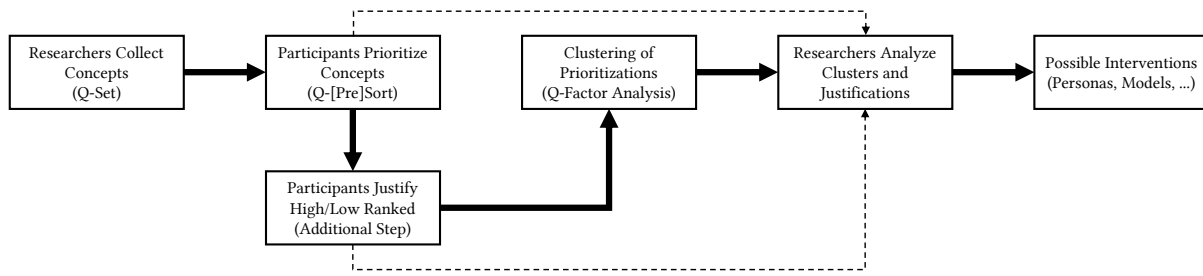 Researchers Collect
Concepts
(Q-Set)
Participants Prioritize
Concepts
(Q-[Pre]Sort)
Participants Justify
High/Low Ranked
(Additional Step)
Clustering of
Prioritizations
(Q-Factor Analysis)
Researchers Analyze
Clusters and
Justifications
Possible Interventions
(Personas, Models, ...)